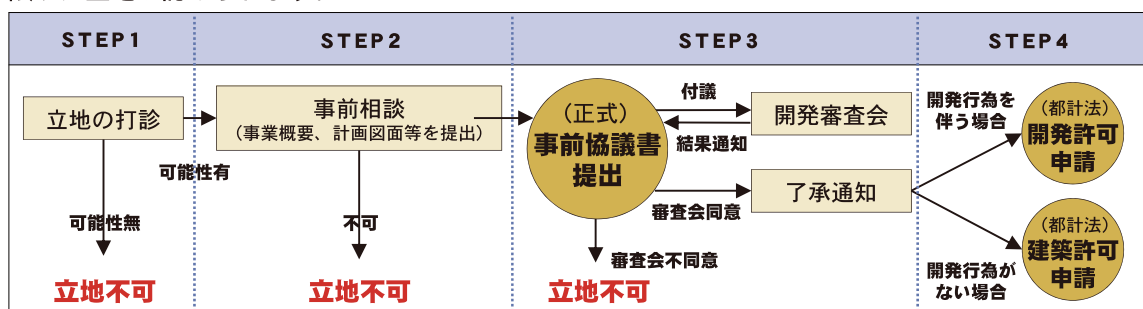 STEP1
STEP2
STEP3
STEP4
立地の打診
可能性有
可能性無
立地不可
事前相談
(事業概要、計画図面等を提出)
不可
立地不可
(正式)
事前協議書
提出
付議
結果通知
開発審査会
審査会同意
了承通知
審査会不同意
立地不可
開発行為を
伴う場合
(都計法)
開発許可
申請
開発行為が
ない場合
(都計法)
建築許可
申請